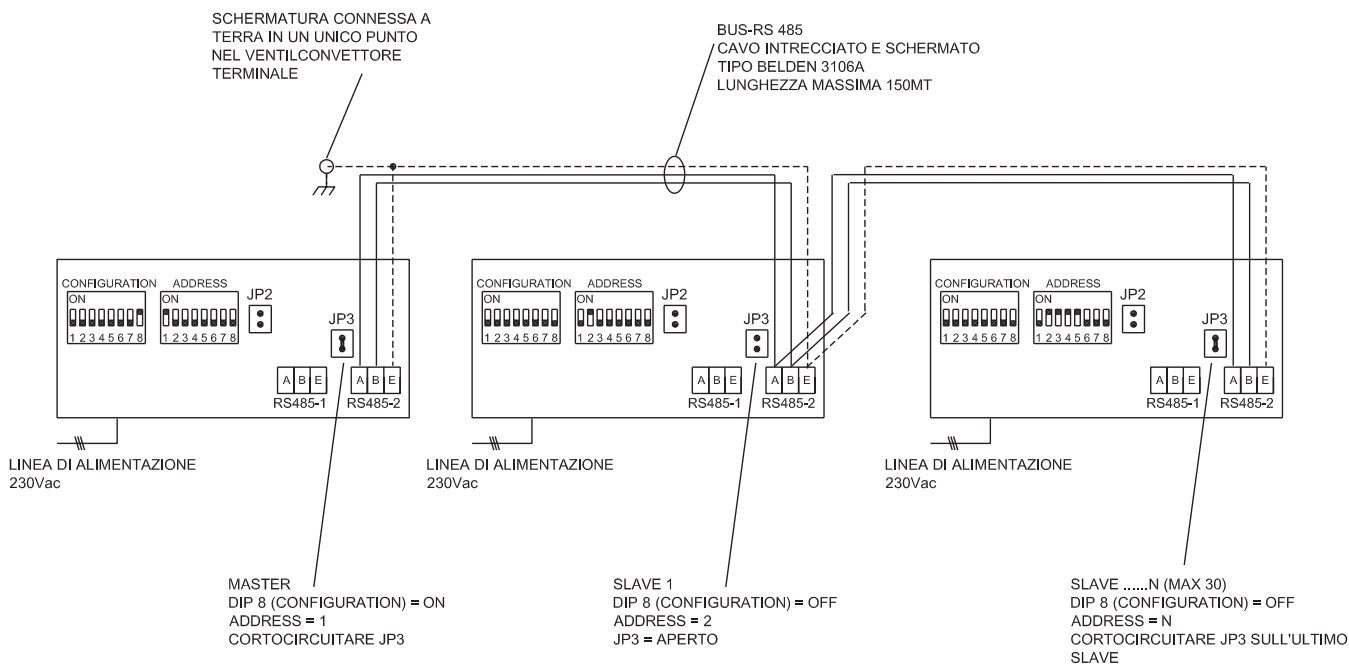 SCHERMATURA CONNESSA A
TERRA IN UN UNICO PUNTO
NEL VENTILCONVETTORE
TERMINALE
BUS-RS 485
CAVO INTRECCIATO E SCHERMATO
TIPO BELDEN 3106A
LUNGHEZZA MASSIMA 150MT
CONFIGURATION
ADDRESS
ON
ON
JP2
1 2 3 4 5 6 7 8
1 2 3 4 5 6 7 8
JP3
A B E
A B E
RS485-1
RS485-2
LINEA DI ALIMENTAZIONE
230Vac
MASTER
DIP 8 (CONFIGURATION) = ON
ADDRESS = 1
CORTOCIRCUITARE JP3
CONFIGURATION
ADDRESS
ON
ON
JP2
1 2 3 4 5 6 7 8
1 2 3 4 5 6 7 8
JP3
A B E
A B E
RS485-1
RS485-2
LINEA DI ALIMENTAZIONE
230Vac
SLAVE 1
DIP 8 (CONFIGURATION) = OFF
ADDRESS = 2
JP3 = APERTO
CONFIGURATION
ADDRESS
ON
ON
JP2
1 2 3 4 5 6 7 8
1 2 3 4 5 6 7 8
JP3
A B E
A B E
RS485-1
RS485-2
LINEA DI ALIMENTAZIONE
230Vac
SLAVE .....N (MAX 30)
DIP 8 (CONFIGURATION) = OFF
ADDRESS = N
CORTOCIRCUITARE JP3 SULL'ULTIMO
SLAVE